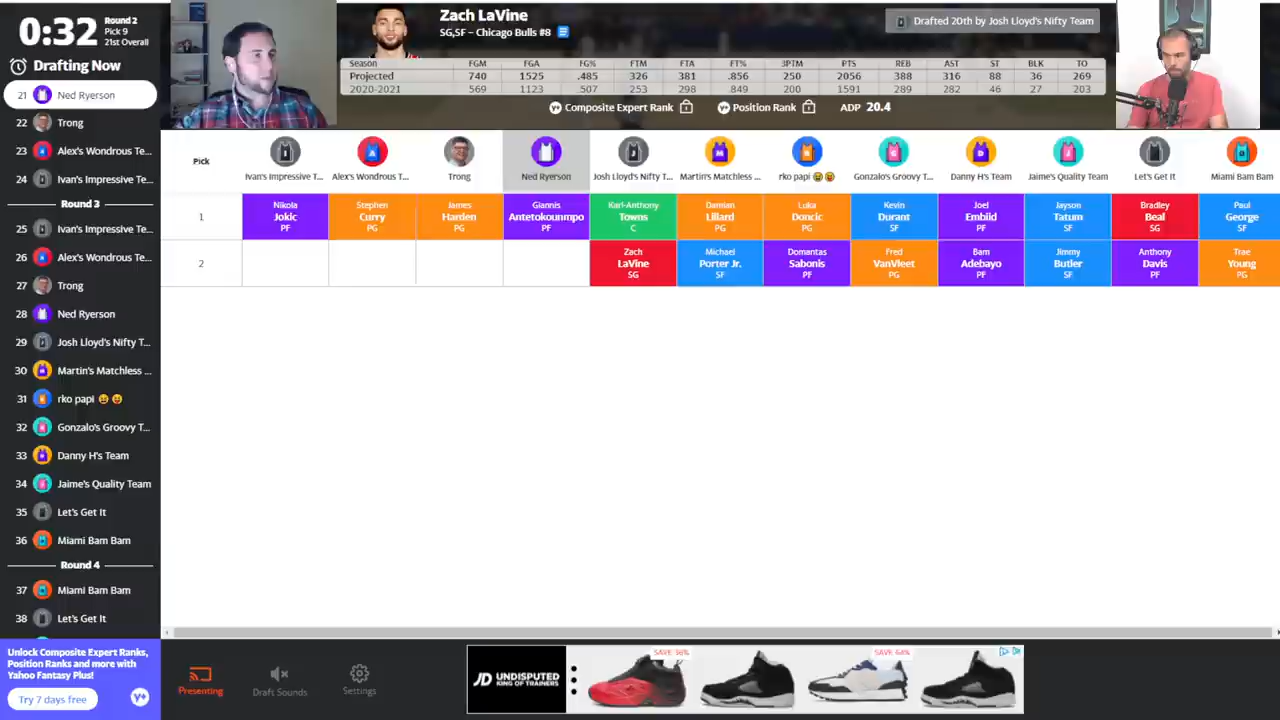 0:32
Round 2
Pick 9
21st Overall
Drafting Now
21 Ned Ryerson
22 Trong
23 Alex's Wondrous Te...
24 Ivan's Impressive Te...
Round 3
25 Ivan's Impressive Te...
26 Alex's Wondrous Te...
27 Trong
28 Ned Ryerson
29 Josh Lloyd's Nifty T...
30 Martin's Matchless ...
31 rko papi
32 Gonzalo's Groovy T...
33 Danny H's Team
34 Jaime's Quality Team
35 Let's Get It
36 Miami Bam Bam
Round 4
37 Miami Bam Bam
38 Let's Get It
Unlock Composite Expert Ranks,
Position Ranks and more with
Yahoo Fantasy Plus!
Try 7 days free
Y+
Zach LaVine
SG,SF – Chicago Bulls #8
Drafted 20th by Josh Lloyd's Nifty Team
Season FGM FGA FG% FTM FTA FT% 3PTM PTS REB AST ST BLK TO
Projected 740 1525 .485 326 381 .856 250 2056 388 316 88 36 269
2020-2021 569 1123 .507 253 298 .849 200 1591 289 282 46 27 203
Y+ Composite Expert Rank Y+ Position Rank ADP 20.4
Pick Ivan's Impressive T... Alex's Wondrous T... Trong Ned Ryerson Josh Lloyd's Nifty T... Martin's Matchless ... rko papi Gonzalo's Groovy T... Danny H's Team Jaime's Quality Team Let's Get It Miami Bam Bam
Nikola Stephen James Giannis Karl-Anthony Damian Luka Kevin Joel Jayson Bradley Paul
1 Jokic Curry Harden Antetokounmpo Towns Lillard Doncic Durant Embiid Tatum Beal George
PF PG PG PF C PG PG SF PF SF SG SF
Zach Michael Domantas Fred Bam Jimmy Anthony Trae
2 LaVine Porter Jr. Sabonis VanVleet Adebayo Butler Davis Young
SG SF PF PG PF SF PF PG
Presenting
Draft Sounds
Settings
JD UNDISPUTED
KING OF TRAINERS
SAVE 36%
SAVE 64%